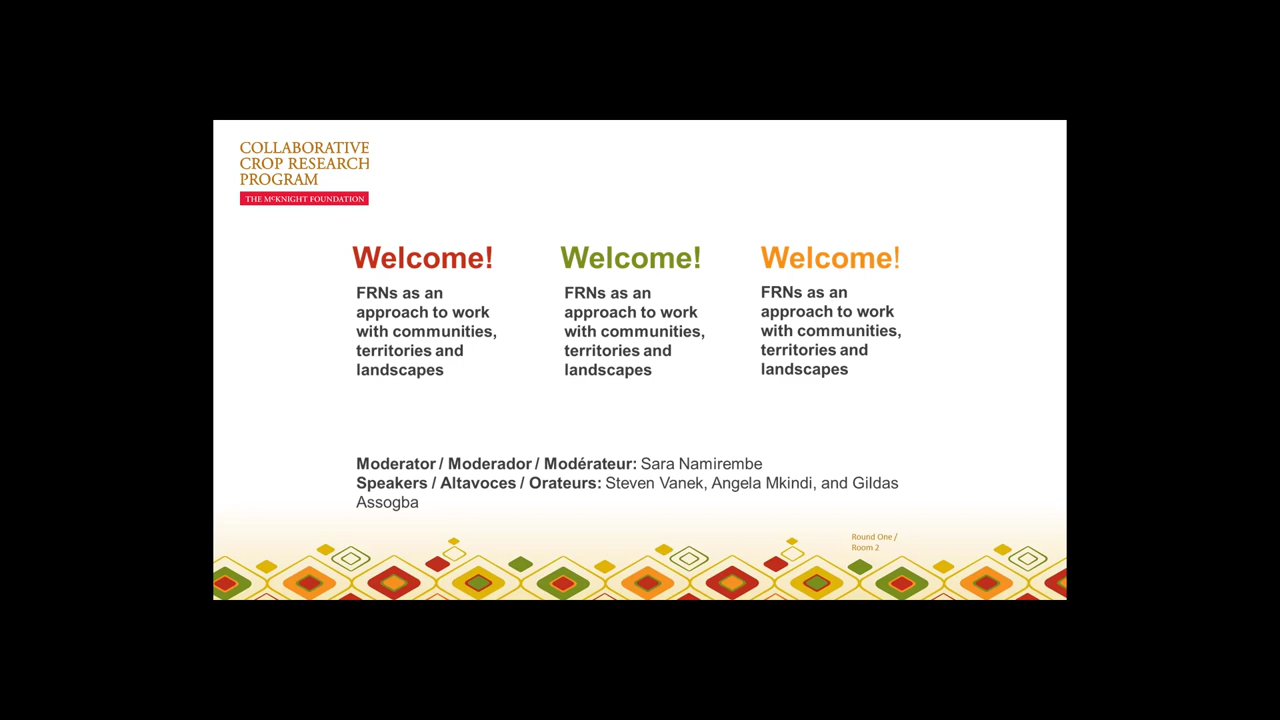 COLLABORATIVE
CROP RESEARCH
PROGRAM
THE McKNIGHT FOUNDATION
Welcome!
FRNs as an
approach to work
with communities,
territories and
landscapes
Welcome!
FRNs as an
approach to work
with communities,
territories and
landscapes
Welcome!
FRNs as an
approach to work
with communities,
territories and
landscapes
Moderator / Moderador / Modérateur: Sara Namirembe
Speakers / Altavoces / Orateurs: Steven Vanek, Angela Mkindi, and Gildas
Assogba
Round One /
Room 2